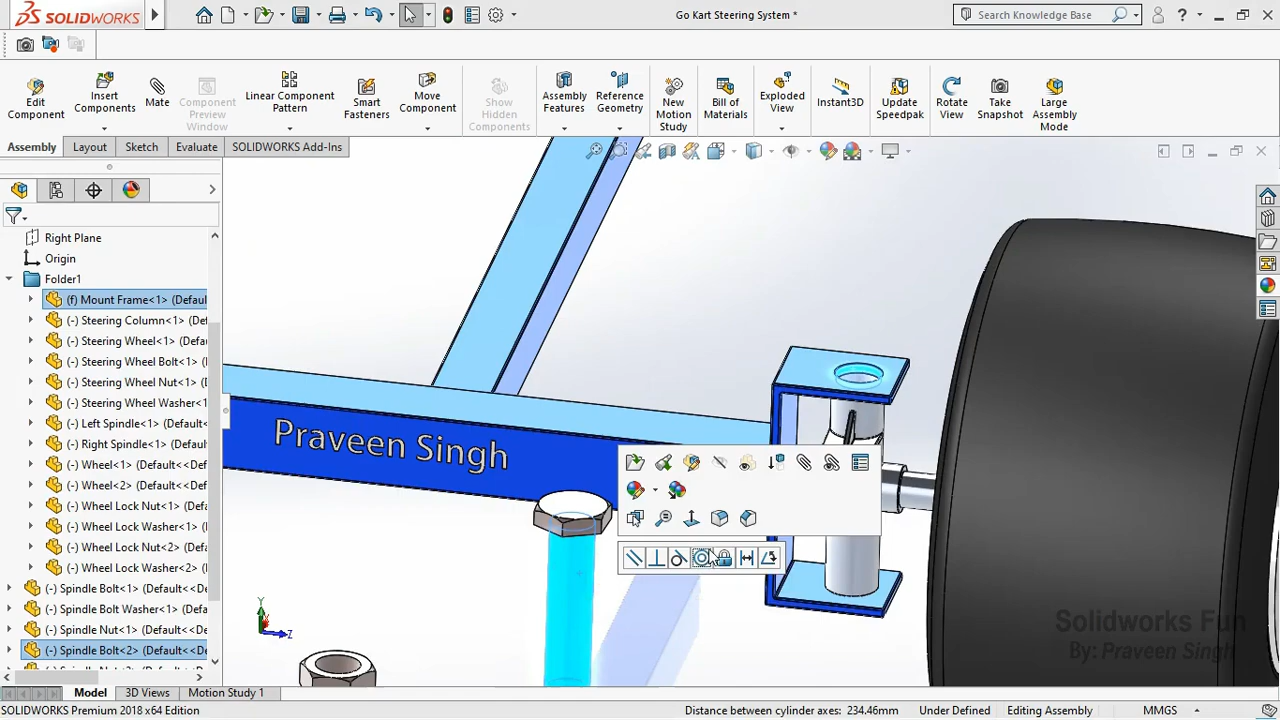 SOLIDWORKS
Go Kart Steering System *
Search Knowledge Base
?
Edit
Component
Insert
Components
Mate
Component
Preview
Window
Linear Component
Pattern
Smart
Fasteners
Move
Component
Show
Hidden
Components
Assembly
Features
Reference
Geometry
New
Motion
Study
Bill of
Materials
Exploded
View
Instant3D
Update
Speedpak
Rotate
View
Take
Snapshot
Large
Assembly
Mode
Assembly
Layout
Sketch
Evaluate
SOLIDWORKS Add-Ins
Right Plane
Origin
Folder1
(f) Mount Frame<1> (Defaul
(-) Steering Column<1> (Def
(-) Steering Wheel<1> (Defau
(-) Steering Wheel Bolt<1> (D
(-) Steering Wheel Nut<1> (D
(-) Steering Wheel Washer<1
(-) Left Spindle<1> (Default<
(-) Right Spindle<1> (Default
(-) Wheel<1> (Default<<Defa
(-) Wheel<2> (Default<<Defa
(-) Wheel Lock Nut<1> (Defa
(-) Wheel Lock Washer<1> (D
(-) Wheel Lock Nut<2> (Defa
(-) Wheel Lock Washer<2> (D
(-) Spindle Bolt<1> (Default<<De
(-) Spindle Bolt Washer<1> (Defa
(-) Spindle Nut<1> (Default<<De
(-) Spindle Bolt<2> (Default<<De
Praveen Singh
Y
Z
Solidworks Fun
By: Praveen Singh
Model
3D Views
Motion Study 1
SOLIDWORKS Premium 2018 x64 Edition
Distance between cylinder axes: 234.46mm
Under Defined
Editing Assembly
MMGS